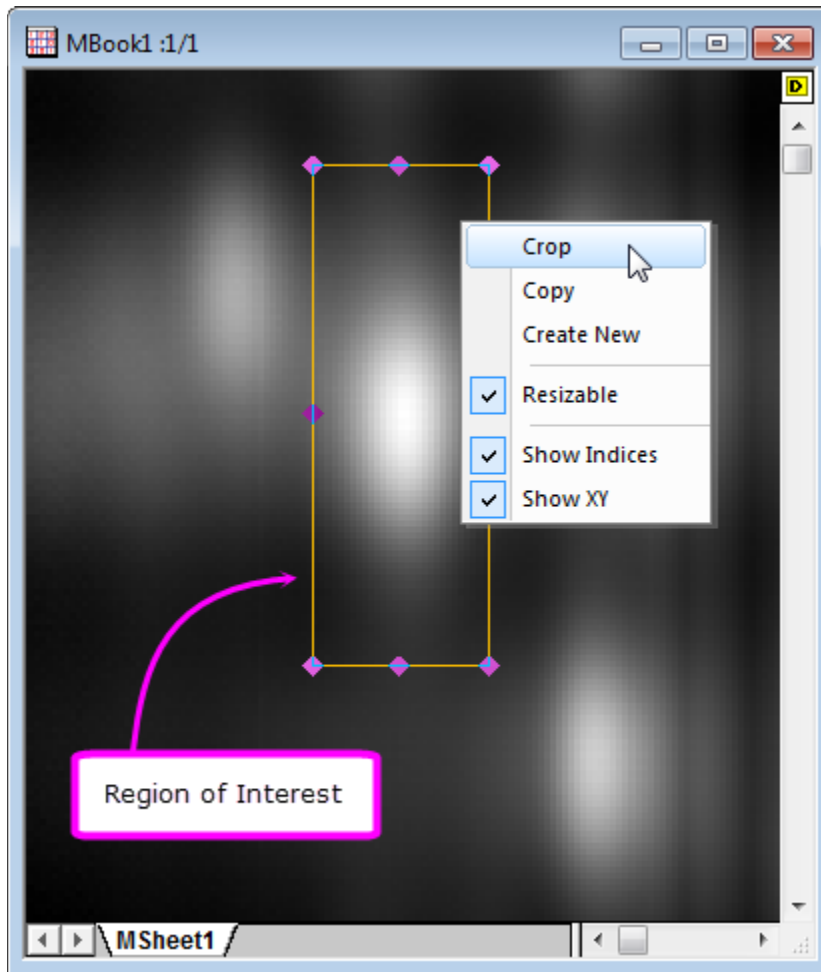 MBook1 :1/1
D
Crop
Copy
Create New
Resizable
Show Indices
Show XY
Region of Interest
MSheet1